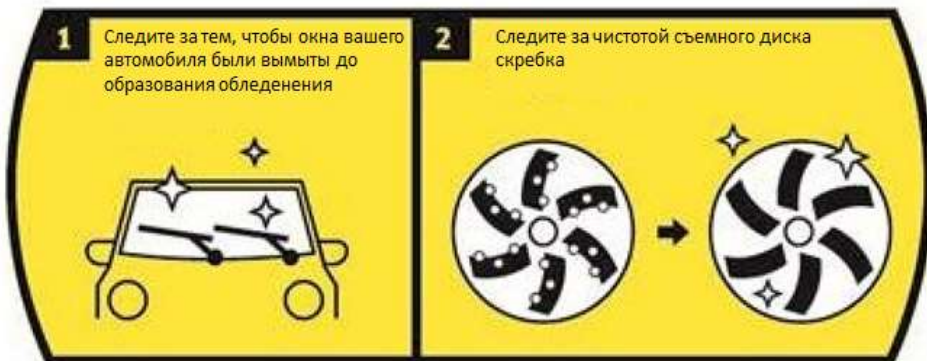 1
Следите за тем, чтобы окна вашего
автомобиля были вымыты до
образования обледенения
2
Следите за чистотой съемного диска
скребка